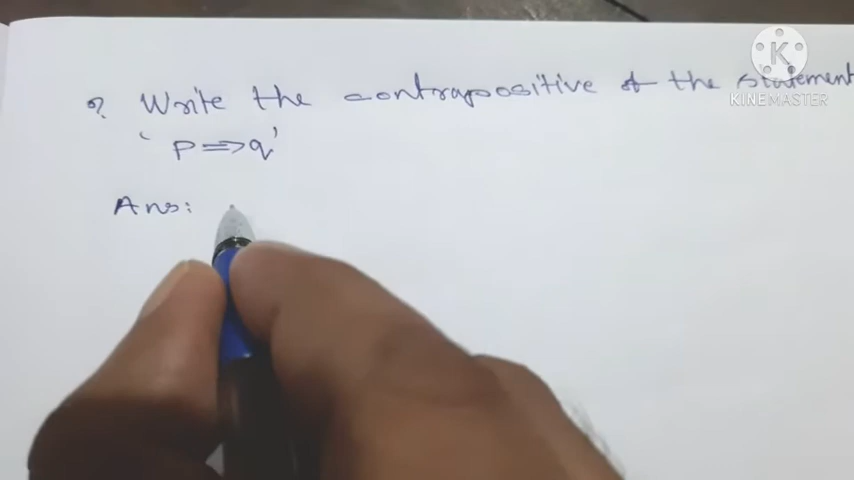 ? Write the contrapositive of the statement
' p => q'
Ans:
K
KINEMASTER